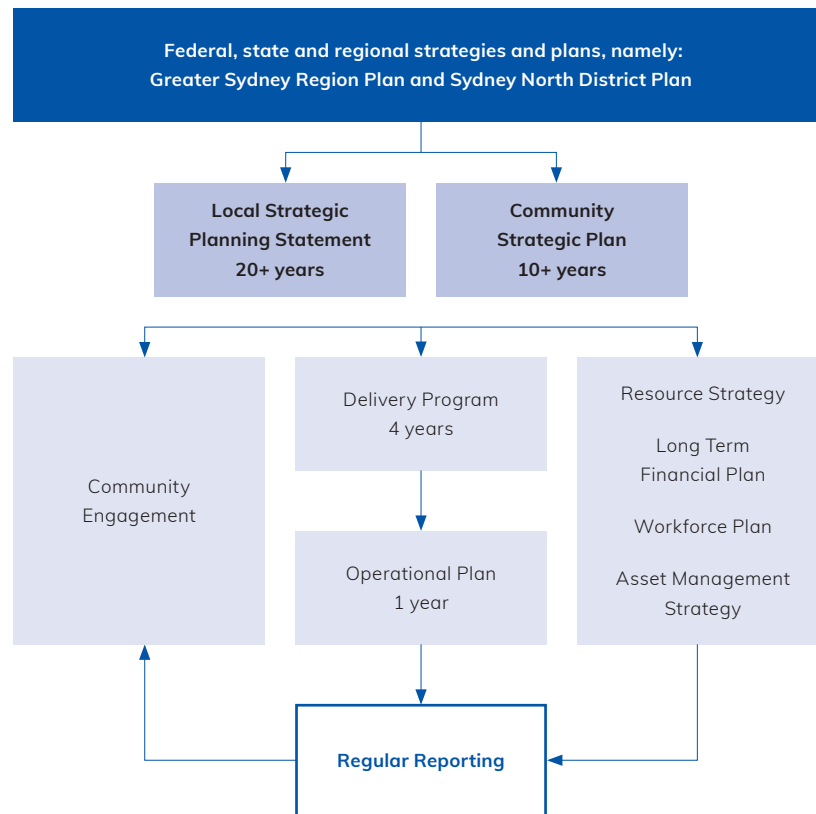 Federal, state and regional strategies and plans, namely:
Greater Sydney Region Plan and Sydney North District Plan
Local Strategic
Planning Statement
20+ years
Community
Strategic Plan
10+ years
Community
Engagement
Delivery Program
4 years
Operational Plan
1 year
Resource Strategy
Long Term
Financial Plan
Workforce Plan
Asset Management
Strategy
Regular Reporting